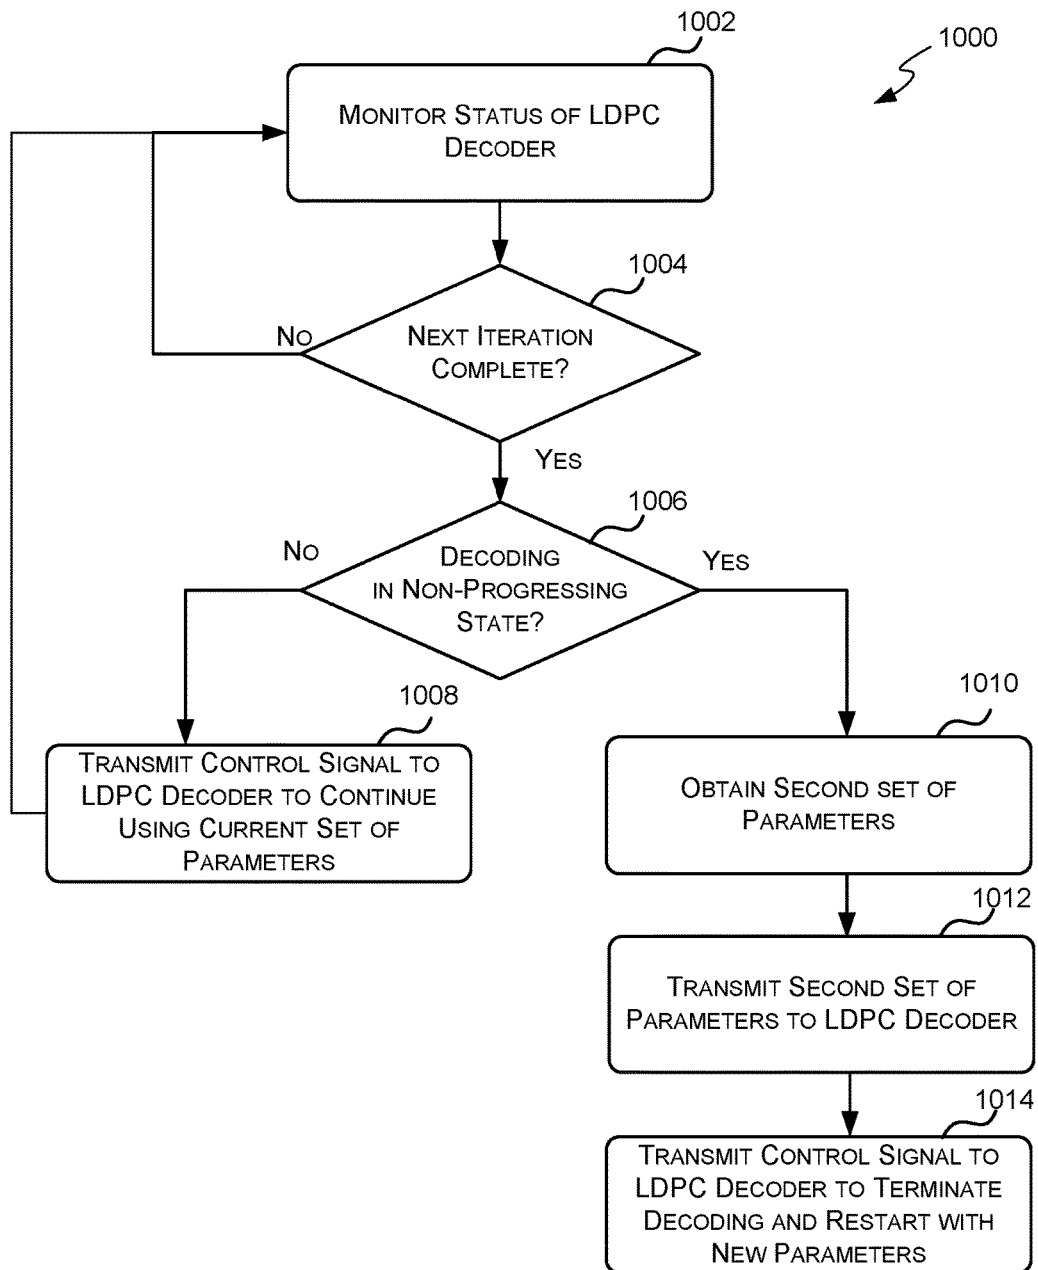 1002
1000
MONITOR STATUS OF LDPC
DECODER
1004
NO
NEXT ITERATION
COMPLETE?
YES
1006
NO
DECODING
IN NON-PROGRESSING
STATE?
YES
1008
TRANSMIT CONTROL SIGNAL TO
LDPC DECODER TO CONTINUE
USING CURRENT SET OF
PARAMETERS
1010
OBTAIN SECOND SET OF
PARAMETERS
1012
TRANSMIT SECOND SET OF
PARAMETERS TO LDPC DECODER
1014
TRANSMIT CONTROL SIGNAL TO
LDPC DECODER TO TERMINATE
DECODING AND RESTART WITH
NEW PARAMETERS